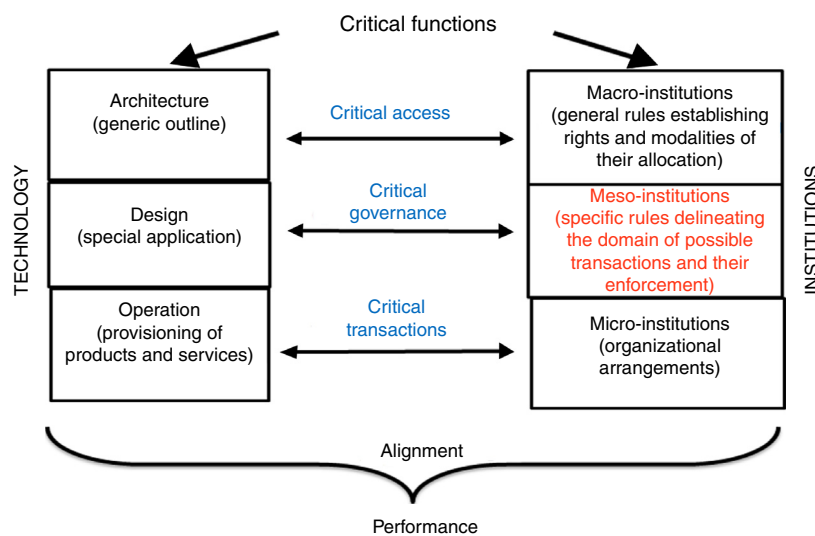 Critical functions
TECHNOLOGY
Architecture
(generic outline)
Critical access
Macro-institutions
(general rules establishing
rights and modalities of
their allocation)
Design
(special application)
Critical
governance
Meso-institutions
(specific rules delineating
the domain of possible
transactions and their
enforcement)
Operation
(provisioning of
products and services)
Critical
transactions
Micro-institutions
(organizational
arrangements)
INSTITUTIONS
Alignment
Performance